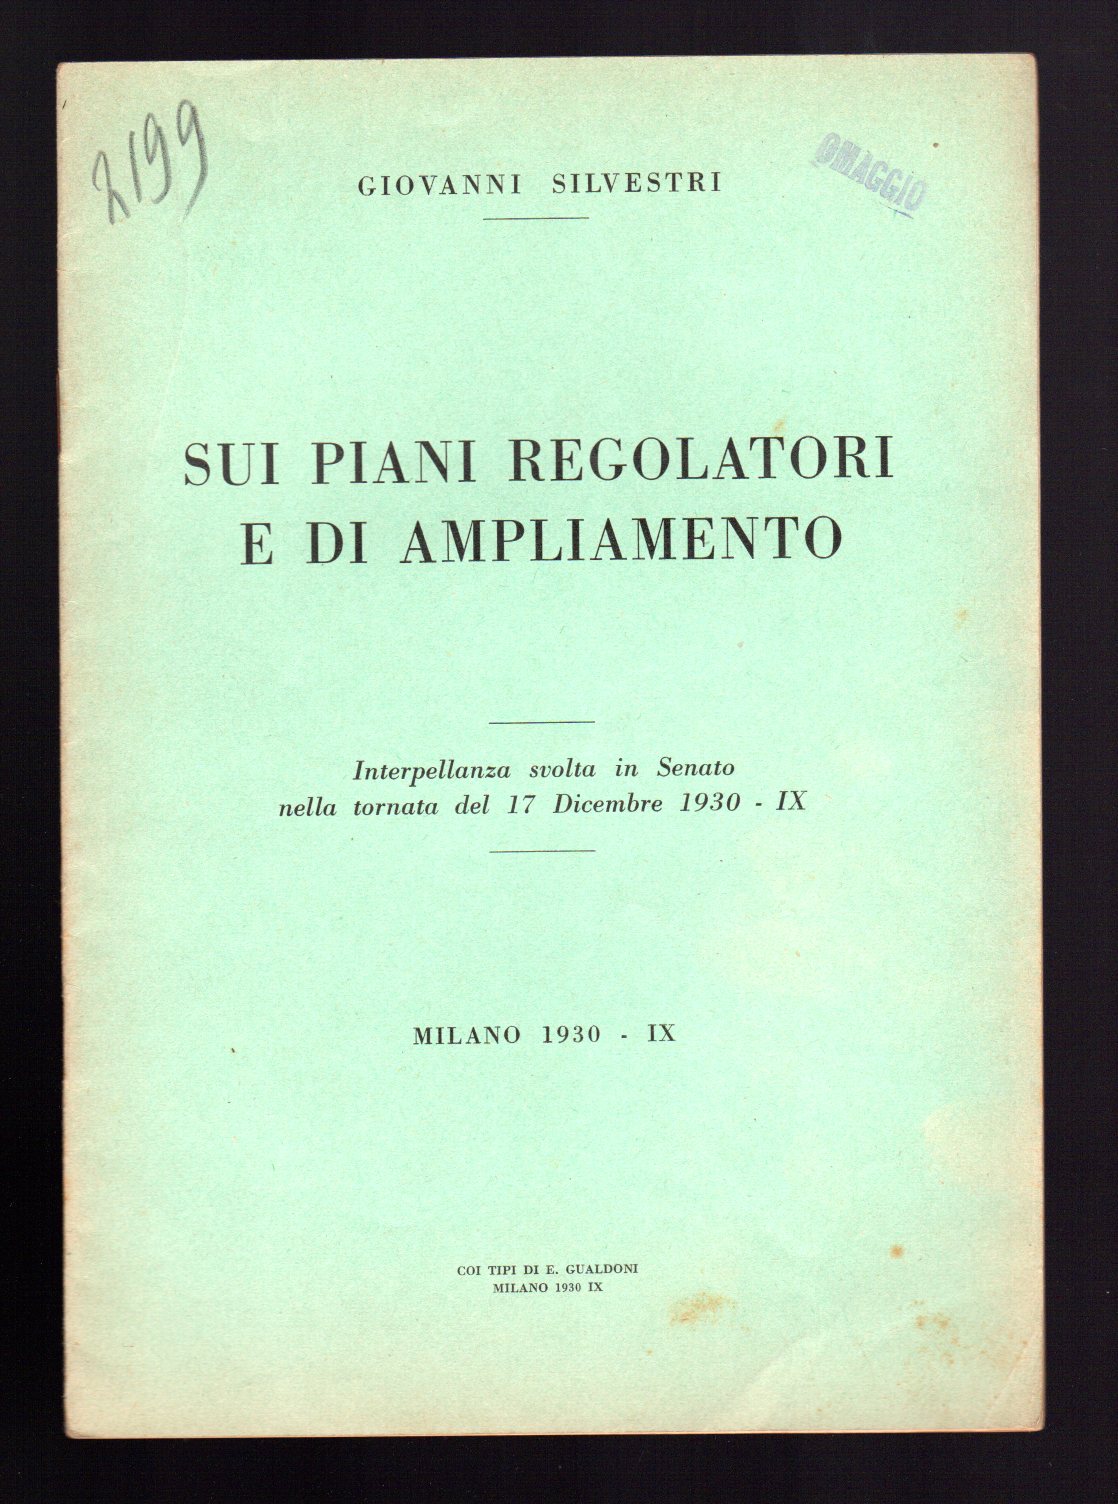 2199
OMAGGIO
GIOVANNI SILVESTRI
SUI PIANI REGOLATORI
E DI AMPLIAMENTO
Interpellanza svolta in Senato
nella tornata del 17 Dicembre 1930 - IX
MILANO 1930 - IX
COI TIPI DI E. GUALDONI
MILANO 1930 IX